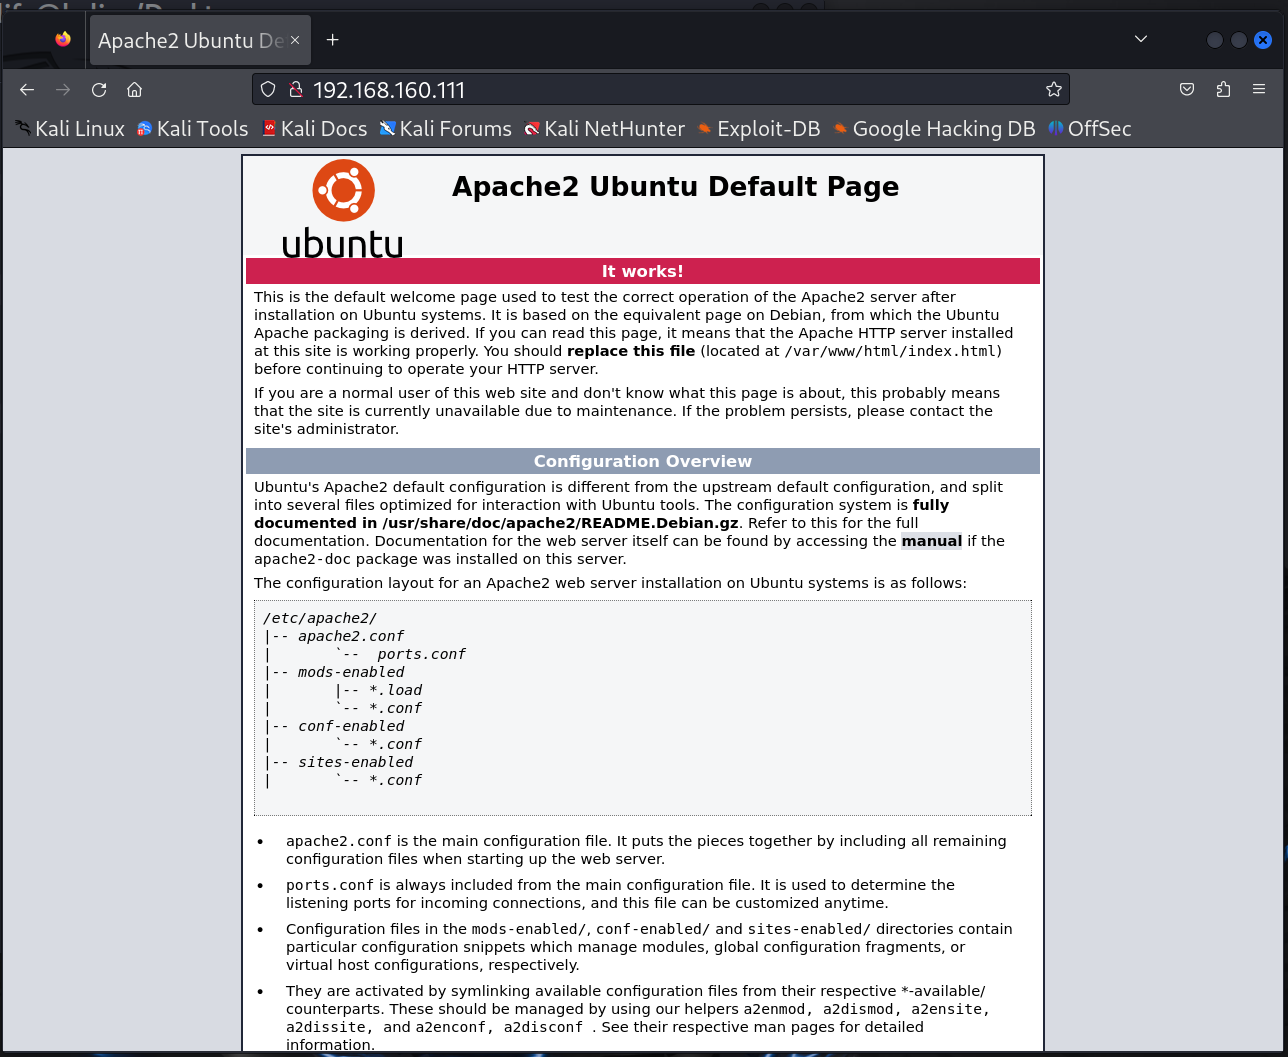 Apache2 Ubuntu De
192.168.160.111
Kali Linux Kali Tools Kali Docs Kali Forums Kali NetHunter Exploit-DB Google Hacking DB OffSec
ubuntu
Apache2 Ubuntu Default Page
It works!
This is the default welcome page used to test the correct operation of the Apache2 server after
installation on Ubuntu systems. It is based on the equivalent page on Debian, from which the Ubuntu
Apache packaging is derived. If you can read this page, it means that the Apache HTTP server installed
at this site is working properly. You should replace this file (located at /var/www/html/index.html)
before continuing to operate your HTTP server.
If you are a normal user of this web site and don't know what this page is about, this probably means
that the site is currently unavailable due to maintenance. If the problem persists, please contact the
site's administrator.
Configuration Overview
Ubuntu's Apache2 default configuration is different from the upstream default configuration, and split
into several files optimized for interaction with Ubuntu tools. The configuration system is fully
documented in /usr/share/doc/apache2/README.Debian.gz. Refer to this for the full
documentation. Documentation for the web server itself can be found by accessing the manual if the
apache2-doc package was installed on this server.
The configuration layout for an Apache2 web server installation on Ubuntu systems is as follows:
/etc/apache2/
|-- apache2.conf
|       `--  ports.conf
|-- mods-enabled
|       |-- *.load
|       `-- *.conf
|-- conf-enabled
|       `-- *.conf
|-- sites-enabled
|       `-- *.conf
• apache2.conf is the main configuration file. It puts the pieces together by including all remaining
configuration files when starting up the web server.
• ports.conf is always included from the main configuration file. It is used to determine the
listening ports for incoming connections, and this file can be customized anytime.
• Configuration files in the mods-enabled/, conf-enabled/ and sites-enabled/ directories contain
particular configuration snippets which manage modules, global configuration fragments, or
virtual host configurations, respectively.
• They are activated by symlinking available configuration files from their respective *-available/
counterparts. These should be managed by using our helpers a2enmod, a2dismod, a2ensite,
a2dissite, and a2enconf, a2disconf . See their respective man pages for detailed
information.